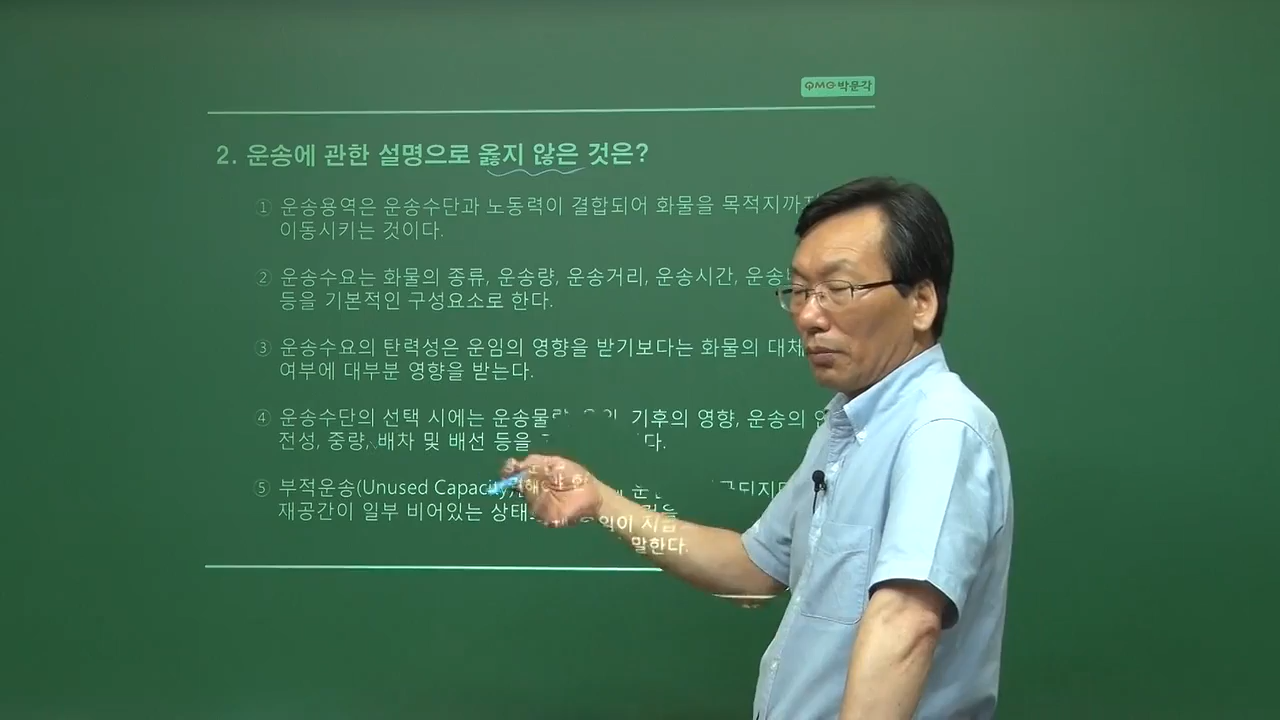 QMG 박문각
2. 운송에 관한 설명으로 옳지 않은 것은?
① 운송용역은 운송수단과 노동력이 결합되어 화물을 목적지까지
이동시키는 것이다.
② 운송수요는 화물의 종류, 운송량, 운송거리, 운송시간,
등을 기본적인 구성요소로 한다.
③ 운송수요의 탄력성은 운임의 영향을 받기보다는 화물의 대체
여부에 대부분 영향을 받는다.
④ 운송수단의 선택 시에는 기후의 영향, 운송의
전성, 중량, 배차 및 배선 등을
⑤ 부적운송(Unused Capacity)
재공간이 일부 비어있는 지급
말한다.